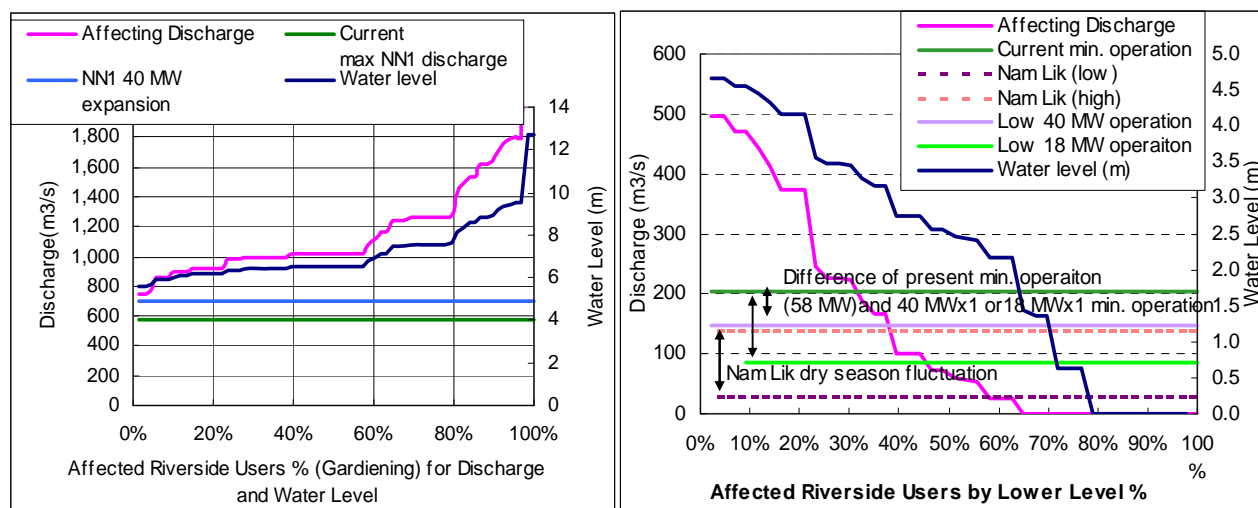 Affecting Discharge
Current
max NN1 discharge
NN1 40 MW
expansion
Water level
Discharge(m3/s)
1,800
1,600
1,400
1,200
1,000
800
600
400
200
0
14
12
10
8
6
4
2
0
Water Level (m)
0% 20% 40% 60% 80% 100%
Affected Riverside Users % (Gardiening) for Discharge
and Water Level
Affecting Discharge
Current min. operation
Nam Lik (low )
Nam Lik (high)
Low 40 MW operation
Low 18 MW operaiton
Water level (m)
Discharge (m3/s)
600
500
400
300
200
100
0
5.0
4.5
4.0
3.5
3.0
2.5
2.0
1.5
1.0
0.5
0.0
Water Level (m)
Difference of present min. operaiton
(58 MW)and 40 MWx1 or18 MWx1 min. operation
Nam Lik dry season fluctuation
0% 10% 20% 30% 40% 50% 60% 70% 80% 90% 100
%
Affected Riverside Users by Lower Level %